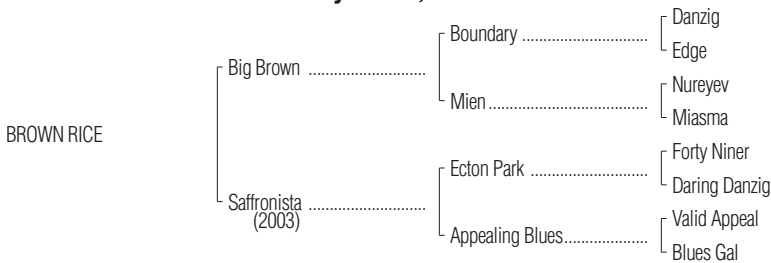 BROWN RICE
Big Brown ............................
Saffronista ............................
(2003)
Boundary ..............................
Mien ......................................
Ecton Park ............................
Appealing Blues....................
Danzig
Edge
Nureyev
Miasma
Forty Niner
Daring Danzig
Valid Appeal
Blues Gal